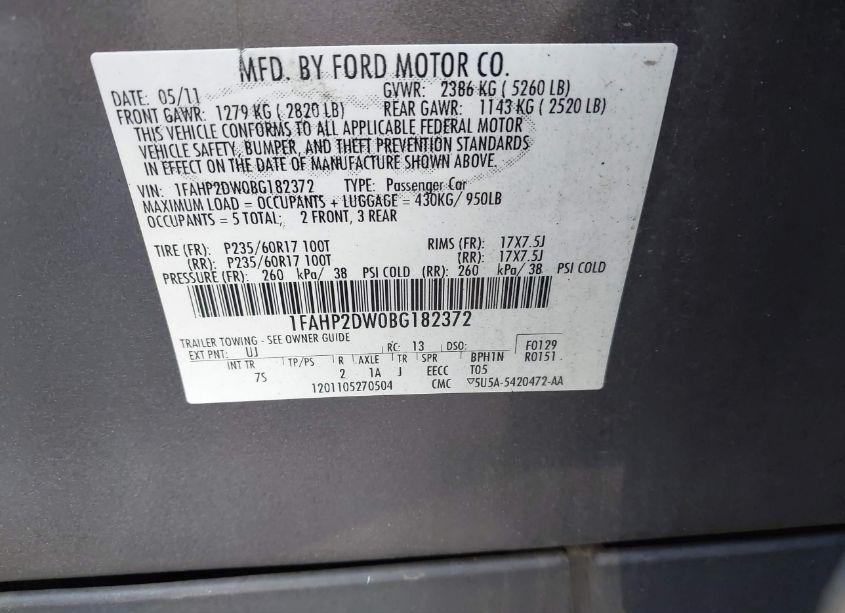 MFD. BY FORD MOTOR CO.
DATE: 05/11 GVWR: 2386 KG ( 5260 LB)
FRONT GAWR: 1279 KG ( 2820 LB) REAR GAWR: 1143 KG ( 2520 LB)
THIS VEHICLE CONFORMS TO ALL APPLICABLE FEDERAL MOTOR
VEHICLE SAFETY, BUMPER, AND THEFT PREVENTION STANDARDS
IN EFFECT ON THE DATE OF MANUFACTURE SHOWN ABOVE.
VIN: 1FAHP2DW0BG182372 TYPE: Passenger Car
MAXIMUM LOAD = OCCUPANTS + LUGGAGE = 430KG/ 950LB
OCCUPANTS = 5 TOTAL; 2 FRONT, 3 REAR
TIRE (FR): P235/60R17 100T RIMS (FR): 17X7.5J
(RR): P235/60R17 100T (RR): 17X7.5J
PRESSURE (FR): 260 kPa/ 38 PSI COLD (RR): 260 kPa/ 38 PSI COLD
1FAHP2DW0BG182372
TRAILER TOWING - SEE OWNER GUIDE
EXT PNT: UJ RC: 13 DSO: F0129
INT TR TP/PS R AXLE TR SPR BPH1N R0151
7S 2 1A J EECC T05
1201105270504 CMC ▽5U5A-5420472-AA